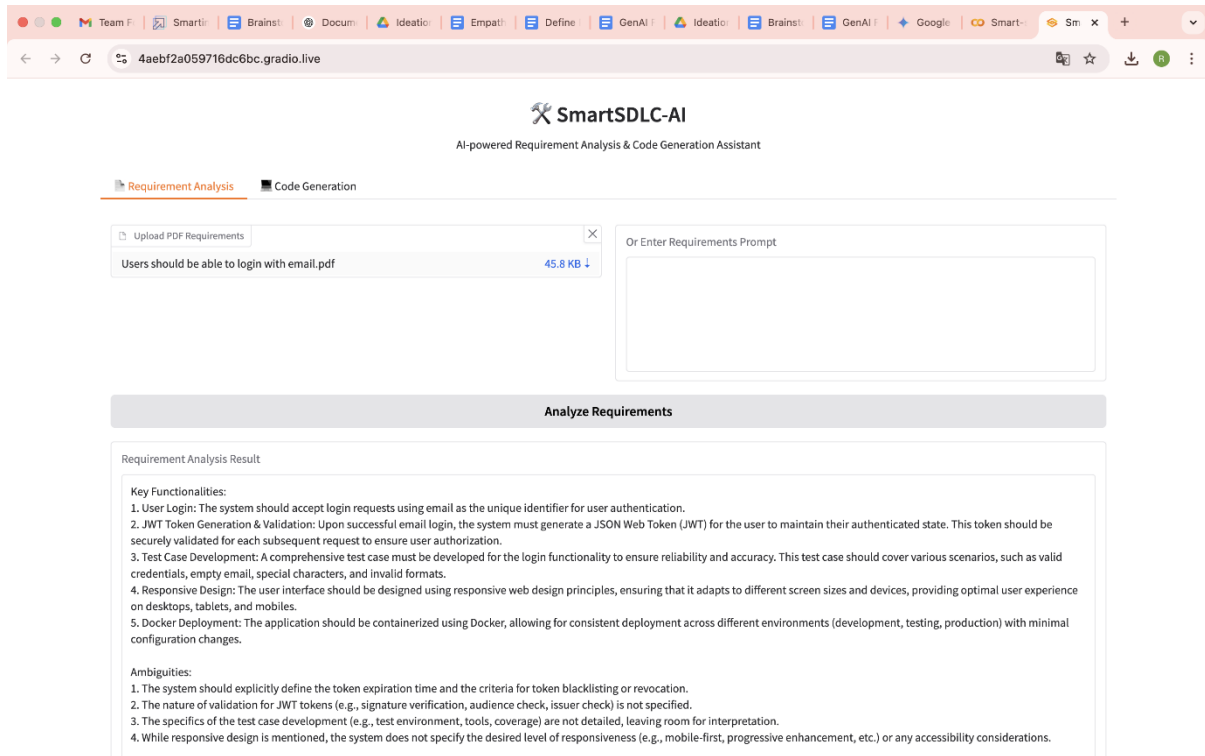 Team F
Smartin
Brainst
Docum
Ideation
Empath
Define
GenAI
Ideation
Brainst
GenAI
Google
Smart-
Sm
4aebf2a059716dc6bc.gradio.live
R
SmartSDLC-AI
AI-powered Requirement Analysis & Code Generation Assistant
Requirement Analysis
Code Generation
Upload PDF Requirements
Users should be able to login with email.pdf
45.8 KB ↓
Or Enter Requirements Prompt
Analyze Requirements
Requirement Analysis Result
Key Functionalities:
1. User Login: The system should accept login requests using email as the unique identifier for user authentication.
2. JWT Token Generation & Validation: Upon successful email login, the system must generate a JSON Web Token (JWT) for the user to maintain their authenticated state. This token should be
securely validated for each subsequent request to ensure user authorization.
3. Test Case Development: A comprehensive test case must be developed for the login functionality to ensure reliability and accuracy. This test case should cover various scenarios, such as valid
credentials, empty email, special characters, and invalid formats.
4. Responsive Design: The user interface should be designed using responsive web design principles, ensuring that it adapts to different screen sizes and devices, providing optimal user experience
on desktops, tablets, and mobiles.
5. Docker Deployment: The application should be containerized using Docker, allowing for consistent deployment across different environments (development, testing, production) with minimal
configuration changes.
Ambiguities:
1. The system should explicitly define the token expiration time and the criteria for token blacklisting or revocation.
2. The nature of validation for JWT tokens (e.g., signature verification, audience check, issuer check) is not specified.
3. The specifics of the test case development (e.g., test environment, tools, coverage) are not detailed, leaving room for interpretation.
4. While responsive design is mentioned, the system does not specify the desired level of responsiveness (e.g., mobile-first, progressive enhancement, etc.) or any accessibility considerations.